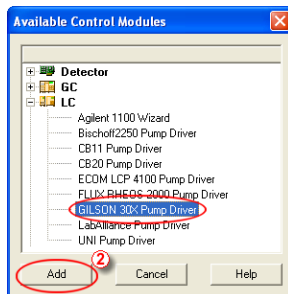 Available Control Modules
Detector
GC
LC
Agilent 1100 Wizard
Bischoff2250 Pump Driver
CB11 Pump Driver
CB20 Pump Driver
ECOM LCP 4100 Pump Driver
FLUX RHEOS 2000 Pump Driver
GILSON 30X Pump Driver
LabAlliance Pump Driver
UNI Pump Driver
2
Add Cancel Help